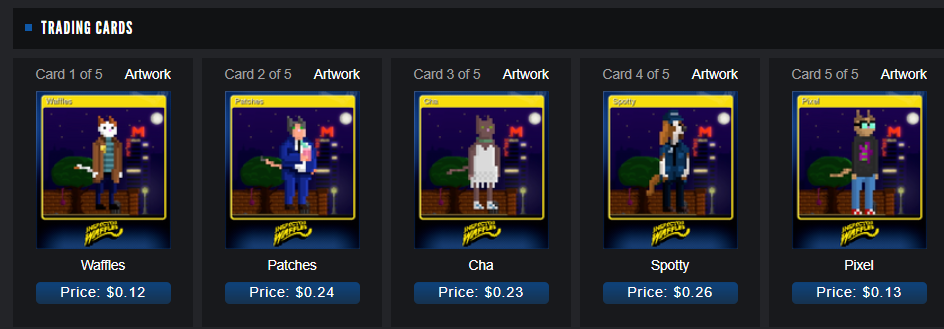 TRADING CARDS
Card 1 of 5 Artwork
Waffles
M
INSPECTOR
WAFFLES
Waffles
Price: $0.12
Card 2 of 5 Artwork
Patches
M
INSPECTOR
WAFFLES
Patches
Price: $0.24
Card 3 of 5 Artwork
Cha
M
INSPECTOR
WAFFLES
Cha
Price: $0.23
Card 4 of 5 Artwork
Spotty
M
INSPECTOR
WAFFLES
Spotty
Price: $0.26
Card 5 of 5 Artwork
Pixel
M
INSPECTOR
WAFFLES
Pixel
Price: $0.13